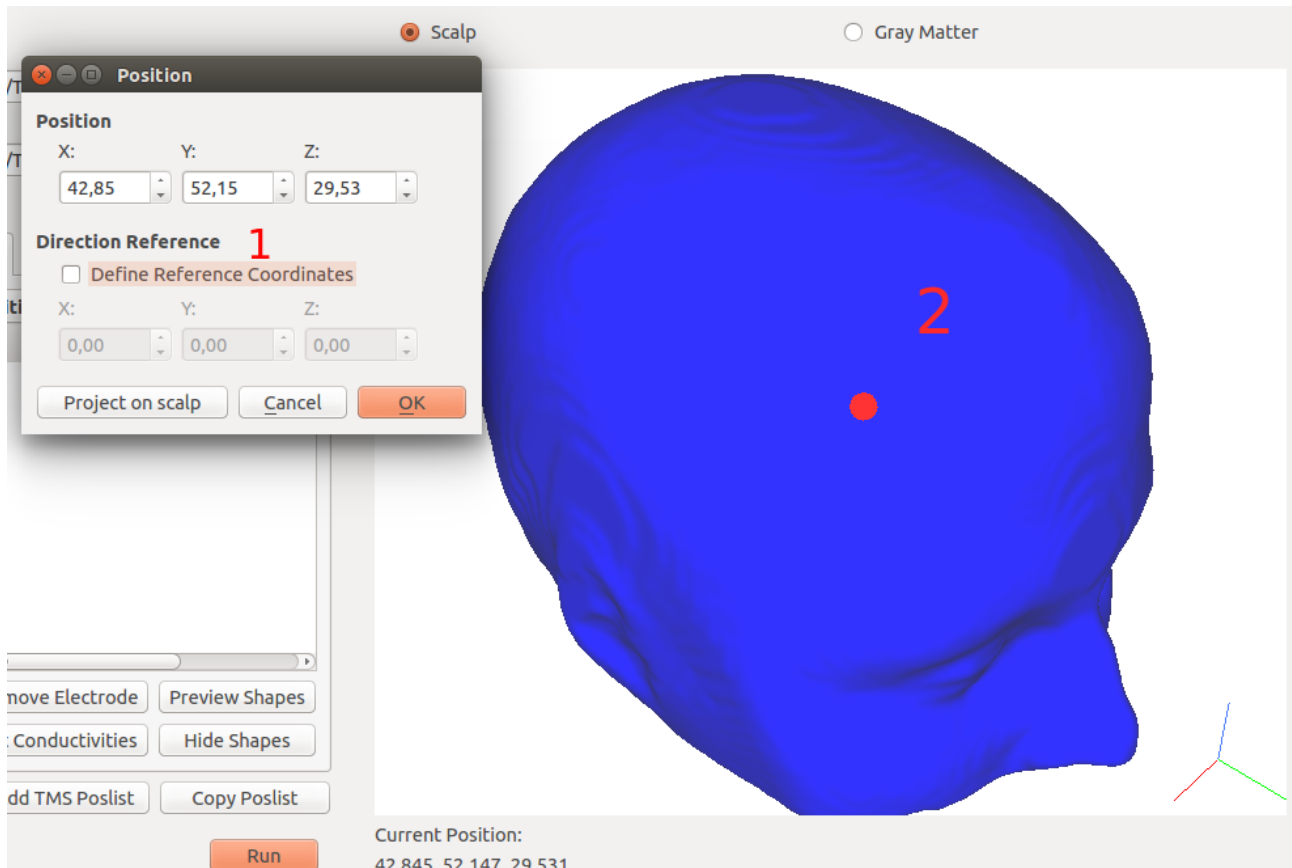 Scalp
Gray Matter
Position
Position
X: Y: Z:
42,85 52,15 29,53
Direction Reference
1
Define Reference Coordinates
X: Y: Z:
0,00 0,00 0,00
Project on scalp Cancel OK
2
move Electrode Preview Shapes
Conductivities Hide Shapes
dd TMS Poslist Copy Poslist
Run
Current Position:
42.845, 52.147, 29.531